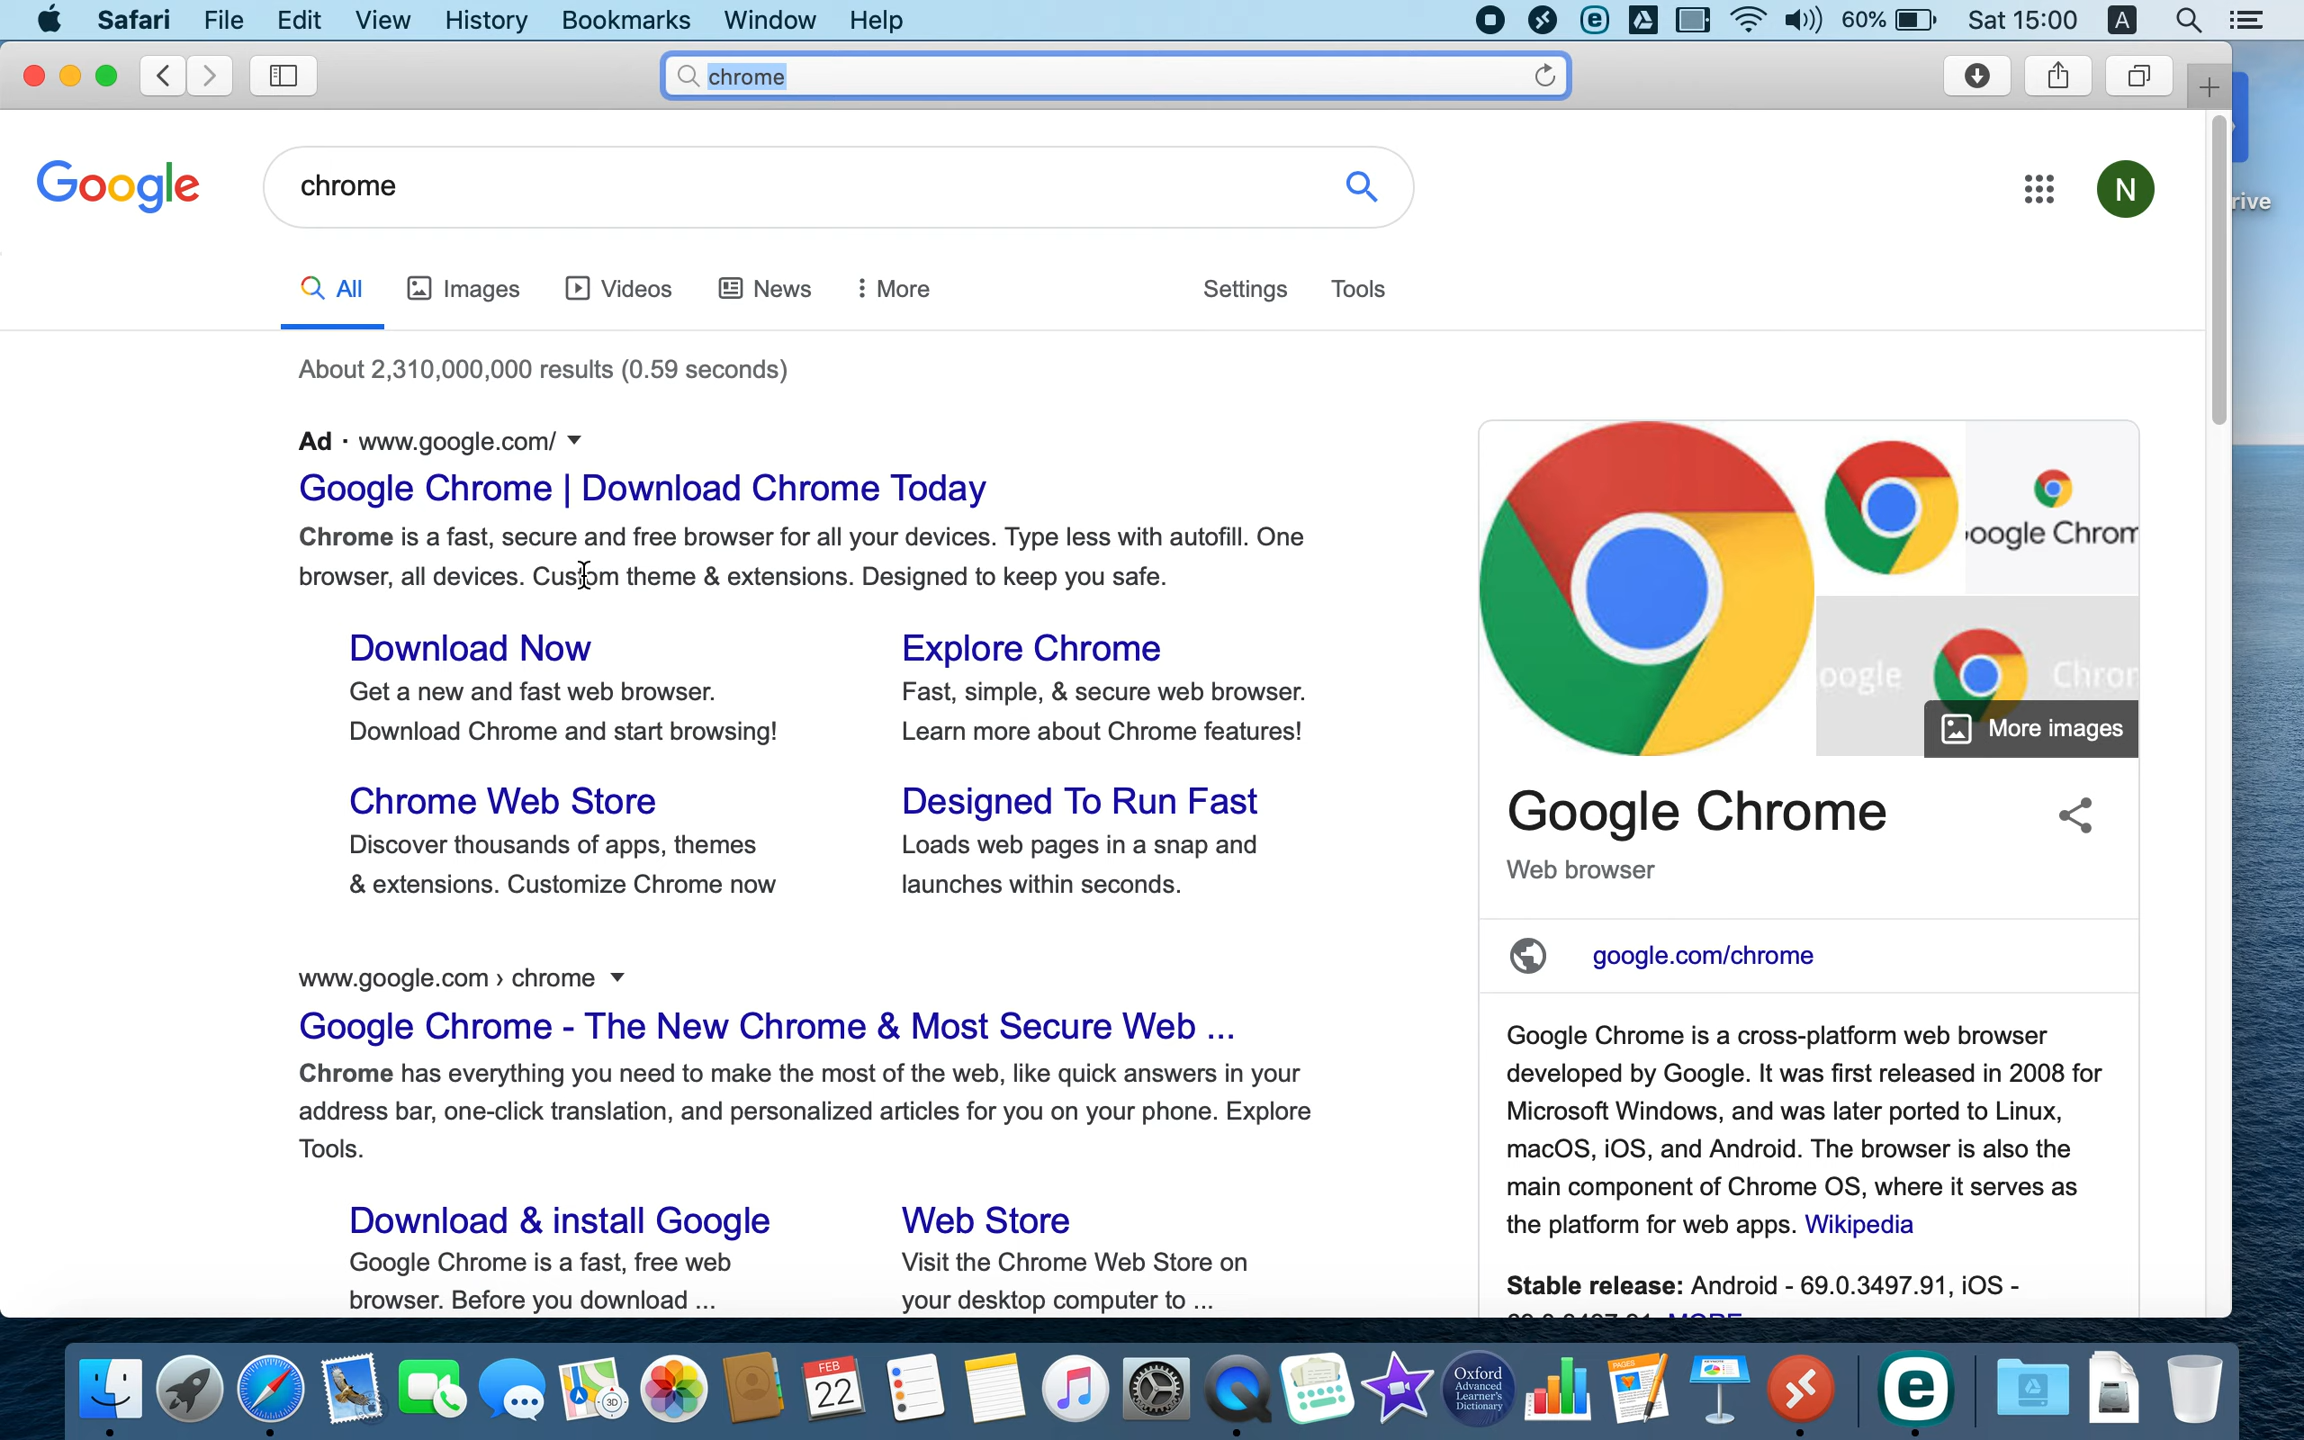 Safari File Edit View History Bookmarks Window Help 60% Sat 15:00 A
chrome
rive
Google chrome N
All Images Videos News More Settings Tools
About 2,310,000,000 results (0.59 seconds)
Ad · www.google.com/
Google Chrome | Download Chrome Today
Chrome is a fast, secure and free browser for all your devices. Type less with autofill. One
browser, all devices. Custom theme & extensions. Designed to keep you safe.
Download Now
Get a new and fast web browser.
Download Chrome and start browsing!
Explore Chrome
Fast, simple, & secure web browser.
Learn more about Chrome features!
Chrome Web Store
Discover thousands of apps, themes
& extensions. Customize Chrome now
Designed To Run Fast
Loads web pages in a snap and
launches within seconds.
www.google.com › chrome
Google Chrome - The New Chrome & Most Secure Web ...
Chrome has everything you need to make the most of the web, like quick answers in your
address bar, one-click translation, and personalized articles for you on your phone. Explore
Tools.
Download & install Google
Google Chrome is a fast, free web
browser. Before you download ...
Web Store
Visit the Chrome Web Store on
your desktop computer to ...
oogle Chrom
oogle Chror
More images
Google Chrome
Web browser
google.com/chrome
Google Chrome is a cross-platform web browser
developed by Google. It was first released in 2008 for
Microsoft Windows, and was later ported to Linux,
macOS, iOS, and Android. The browser is also the
main component of Chrome OS, where it serves as
the platform for web apps. Wikipedia
Stable release: Android - 69.0.3497.91, iOS -
3D
FEB
22
Oxford
Advanced
Learner's
Dictionary
PAGES
KEYNOTE
e